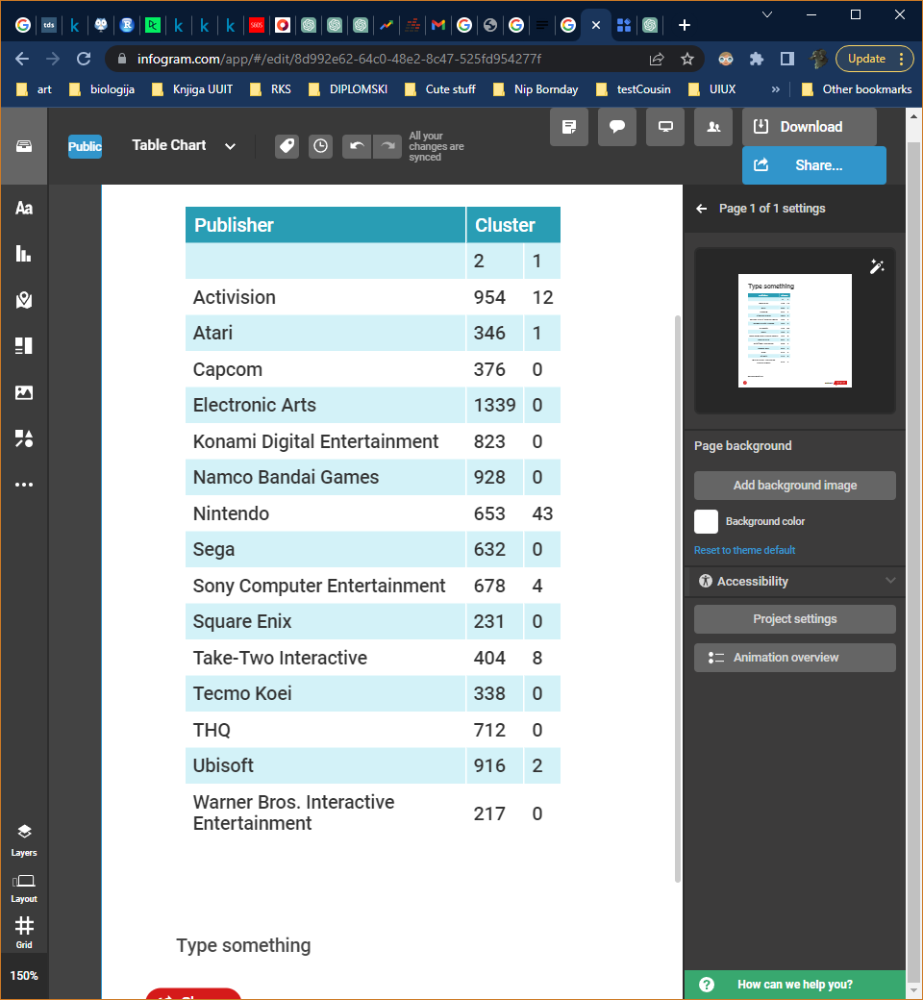 infogram.com/app/#/edit/8d992e62-64c0-48e2-8c47-525fd954277f
Update
art
biologija
Knjiga UUIT
RKS
DIPLOMSKI
Cute stuff
Nip Bornday
testCousin
UIUX
»
Other bookmarks
Public
Table Chart
All your
changes are
synced
Download
Share...
Aa
Page 1 of 1 settings
Publisher Cluster
2 1
Activision 954 12
Atari 346 1
Capcom 376 0
Electronic Arts 1339 0
Konami Digital Entertainment 823 0
Namco Bandai Games 928 0
Nintendo 653 43
Sega 632 0
Sony Computer Entertainment 678 4
Square Enix 231 0
Take-Two Interactive 404 8
Tecmo Koei 338 0
THQ 712 0
Ubisoft 916 2
Warner Bros. Interactive
Entertainment 217 0
Type something
Type something
Page background
Add background image
Background color
Reset to theme default
Accessibility
Project settings
Animation overview
Layers
Layout
Grid
150%
How can we help you?